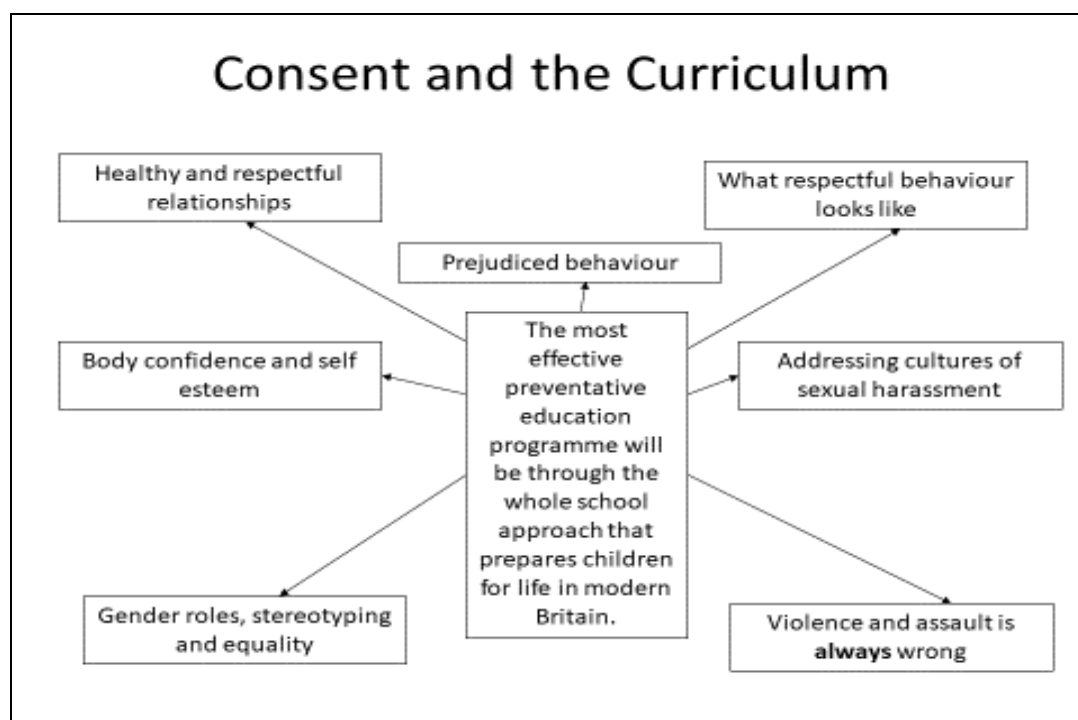 Consent and the Curriculum
Healthy and respectful
relationships
What respectful behaviour
looks like
Prejudiced behaviour
The most
effective
preventative
education
programme will
be through the
whole school
approach that
prepares children
for life in modern
Britain.
Body confidence and self
esteem
Addressing cultures of
sexual harassment
Gender roles, stereotyping
and equality
Violence and assault is
always wrong